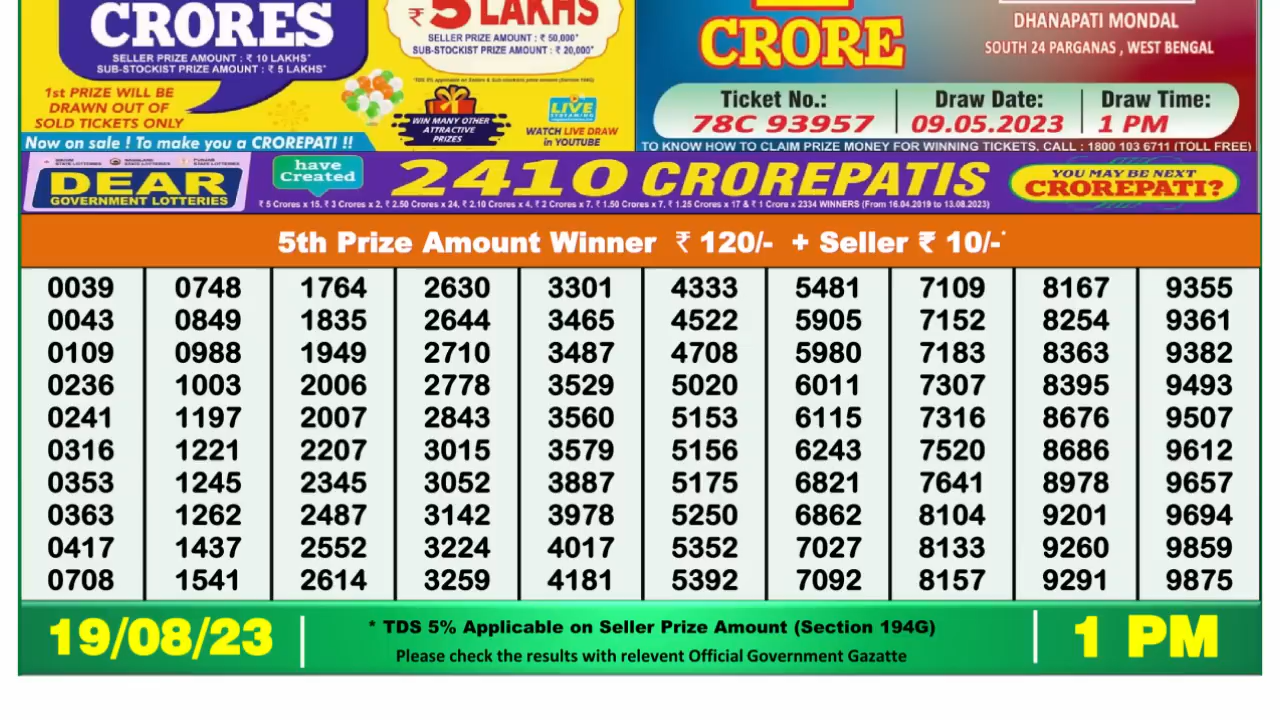 CRORES
SELLER PRIZE AMOUNT : ₹ 10 LAKHS*
SUB-STOCKIST PRIZE AMOUNT : ₹ 5 LAKHS*
1st PRIZE WILL BE
DRAWN OUT OF
SOLD TICKETS ONLY
Now on sale ! To make you a CROREPATI !!
₹ 5 LAKHS
SELLER PRIZE AMOUNT : ₹ 50,000*
SUB-STOCKIST PRIZE AMOUNT : ₹ 20,000*
WIN MANY OTHER
ATTRACTIVE
PRIZES
LIVE
WATCH LIVE DRAW
in YOUTUBE
CRORE
DHANAPATI MONDAL
SOUTH 24 PARGANAS , WEST BENGAL
Ticket No.: Draw Date: Draw Time:
78C 93957 09.05.2023 1 PM
TO KNOW HOW TO CLAIM PRIZE MONEY FOR WINNING TICKETS, CALL : 1800 103 6711 (TOLL FREE)
DEAR
GOVERNMENT LOTTERIES
have
Created
2410 CROREPATIS
₹ 5 Crores x 15, ₹ 3 Crores x 2, ₹ 2.50 Crores x 24, ₹ 2.10 Crores x 4, ₹ 2 Crores x 7, ₹ 1.50 Crores x 7, ₹ 1.25 Crores x 17 & ₹ 1 Crore x 2334 WINNERS (From 16.04.2019 to 13.08.2023)
YOU MAY BE NEXT
CROREPATI?
5th Prize Amount Winner ₹ 120/- + Seller ₹ 10/-*
0039 0748 1764 2630 3301 4333 5481 7109 8167 9355
0043 0849 1835 2644 3465 4522 5905 7152 8254 9361
0109 0988 1949 2710 3487 4708 5980 7183 8363 9382
0236 1003 2006 2778 3529 5020 6011 7307 8395 9493
0241 1197 2007 2843 3560 5153 6115 7316 8676 9507
0316 1221 2207 3015 3579 5156 6243 7520 8686 9612
0353 1245 2345 3052 3887 5175 6821 7641 8978 9657
0363 1262 2487 3142 3978 5250 6862 8104 9201 9694
0417 1437 2552 3224 4017 5352 7027 8133 9260 9859
0708 1541 2614 3259 4181 5392 7092 8157 9291 9875
19/08/23
* TDS 5% Applicable on Seller Prize Amount (Section 194G)
Please check the results with relevent Official Government Gazatte
1 PM